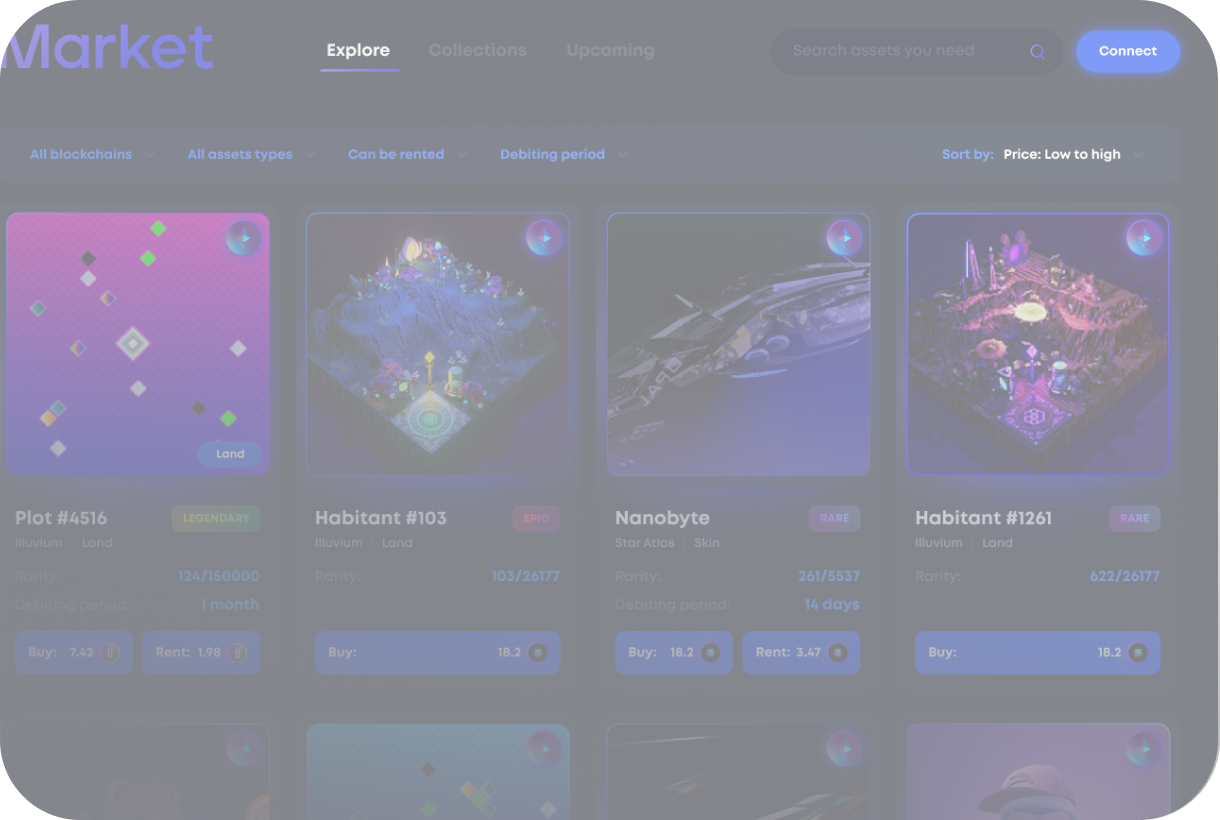 Market
Explore Collections Upcoming Search assets you need Connect
All blockchains All assets types Can be rented Debiting period Sort by: Price: Low to high
Land
Plot #4516 LEGENDARY
Illuvium Land
Rarity: 124/150000
Debiting period: 1 month
Buy: 7.42 Rent: 1.98
Habitant #103 EPIC
Illuvium Land
Rarity: 103/26177
Buy: 18.2
Nanobyte RARE
Star Atlas Skin
Rarity: 261/5537
Debiting period: 14 days
Buy: 18.2 Rent: 3.47
Habitant #1261 RARE
Illuvium Land
Rarity: 622/26177
Buy: 18.2